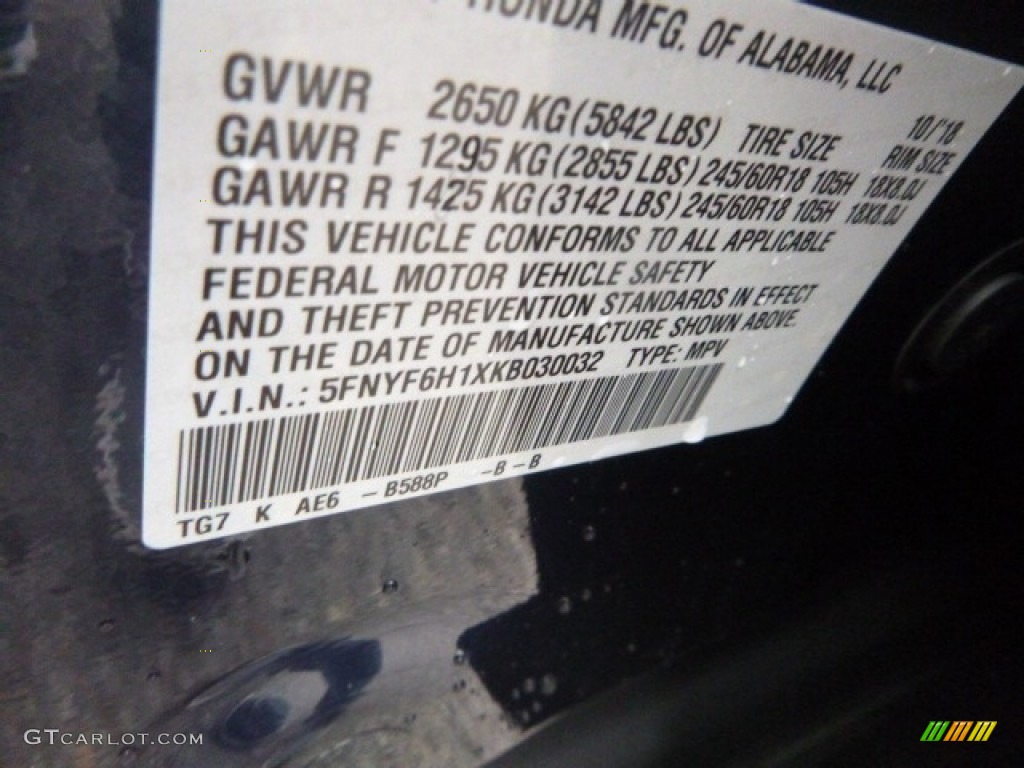 HONDA MFG. OF ALABAMA, LLC
10/'18
GVWR 2650 KG (5842 LBS) TIRE SIZE RIM SIZE
GAWR F 1295 KG (2855 LBS) 245/60R18 105H 18X8.0J
GAWR R 1425 KG (3142 LBS) 245/60R18 105H 18X8.0J
THIS VEHICLE CONFORMS TO ALL APPLICABLE
FEDERAL MOTOR VEHICLE SAFETY
AND THEFT PREVENTION STANDARDS IN EFFECT
ON THE DATE OF MANUFACTURE SHOWN ABOVE.
V.I.N.: 5FNYF6H1XKB030032 TYPE: MPV
TG7 K AE6 -B588P -B-B
GTCARLOT.COM